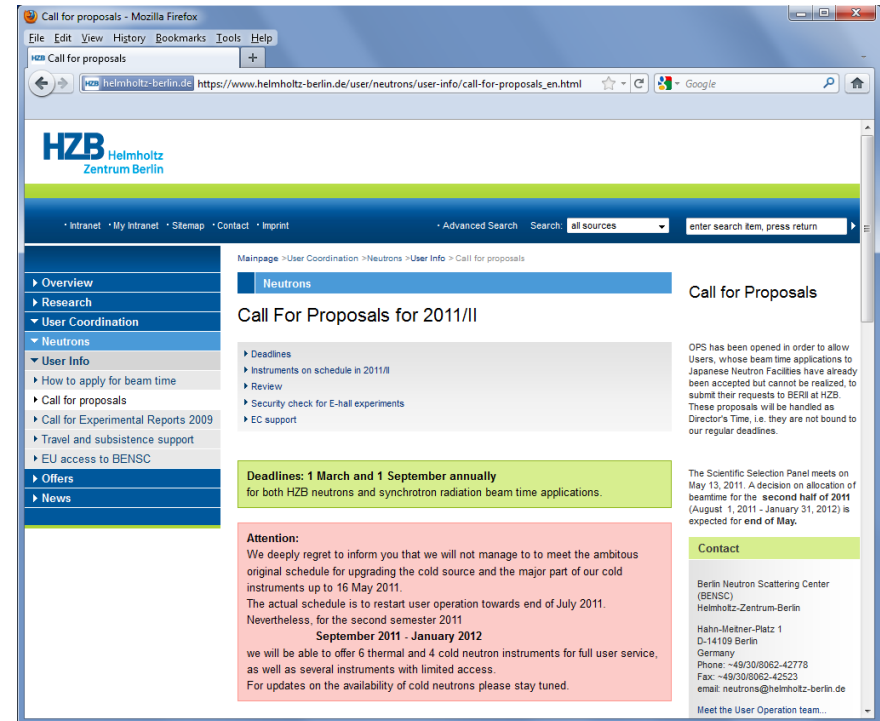 Call for proposals - Mozilla Firefox
File Edit View History Bookmarks Tools Help
HZB Call for proposals
+
HZB helmholtz-berlin.de https://www.helmholtz-berlin.de/user/neutrons/user-info/call-for-proposals_en.html
Google
HZB Helmholtz
Zentrum Berlin
· Intranet · My Intranet · Sitemap · Contact · Imprint
· Advanced Search Search: all sources
enter search item, press return
Overview
Research
User Coordination
Neutrons
User Info
How to apply for beam time
Call for proposals
Call for Experimental Reports 2009
Travel and subsistence support
EU access to BENSC
Offers
News
Mainpage >User Coordination >Neutrons >User Info > Call for proposals
Neutrons
Call For Proposals for 2011/II
Deadlines
Instruments on schedule in 2011/II
Review
Security check for E-hall experiments
EC support
Deadlines: 1 March and 1 September annually
for both HZB neutrons and synchrotron radiation beam time applications.
Attention:
We deeply regret to inform you that we will not manage to to meet the ambitous
original schedule for upgrading the cold source and the major part of our cold
instruments up to 16 May 2011.
The actual schedule is to restart user operation towards end of July 2011.
Nevertheless, for the second semester 2011
September 2011 - January 2012
we will be able to offer 6 thermal and 4 cold neutron instruments for full user service,
as well as several instruments with limited access.
For updates on the availability of cold neutrons please stay tuned.
Call for Proposals
OPS has been opened in order to allow
Users, whose beam time applications to
Japanese Neutron Facilities have already
been accepted but cannot be realized, to
submit their requests to BERII at HZB.
These proposals will be handled as
Director's Time, i.e. they are not bound to
our regular deadlines.
The Scientific Selection Panel meets on
May 13, 2011. A decision on allocation of
beamtime for the second half of 2011
(August 1, 2011 - January 31, 2012) is
expected for end of May.
Contact
Berlin Neutron Scattering Center
(BENSC)
Helmholtz-Zentrum-Berlin
Hahn-Meitner-Platz 1
D-14109 Berlin
Germany
Phone: ~49/30/8062-42778
Fax: ~49/30/8062-42523
email: neutrons@helmholtz-berlin.de
Meet the User Operation team...